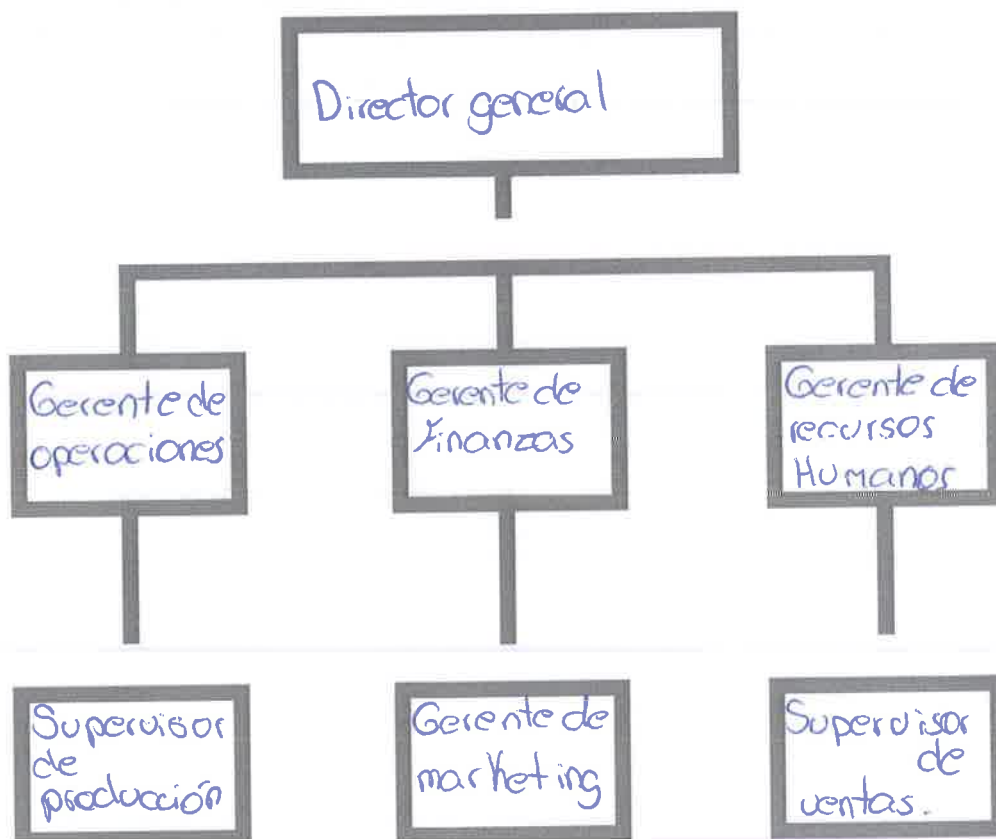 Director general
Gerente de
operaciones
Gerente de
Finanzas
Gerente de
recursos
Humanos
Supervisor
de
producción
Gerente de
marketing
Supervisor
de
ventas.